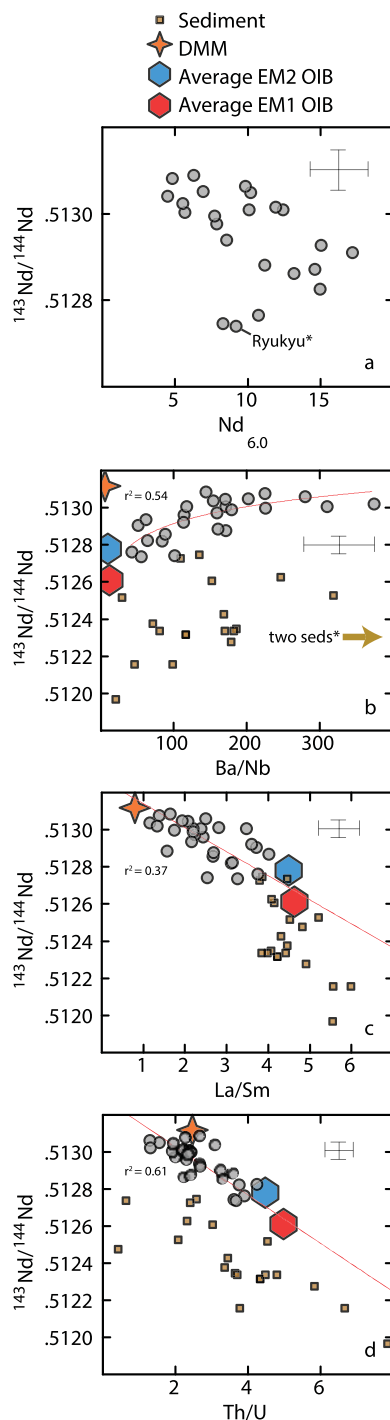 Sediment
DMM
Average EM2 OIB
Average EM1 OIB
.5130
.5128
143Nd/144Nd
Ryukyu*
a
5 10 15
Nd
6.0
r² = 0.54
.5130
.5128
.5126
.5124
.5122
.5120
143Nd/144Nd
two seds*
b
100 200 300
Ba/Nb
.5130
.5128
.5126
.5124
.5122
.5120
143Nd/144Nd
r² = 0.37
c
1 2 3 4 5 6
La/Sm
.5130
.5128
.5126
.5124
.5122
.5120
143Nd/144Nd
r² = 0.61
d
2 4 6
Th/U